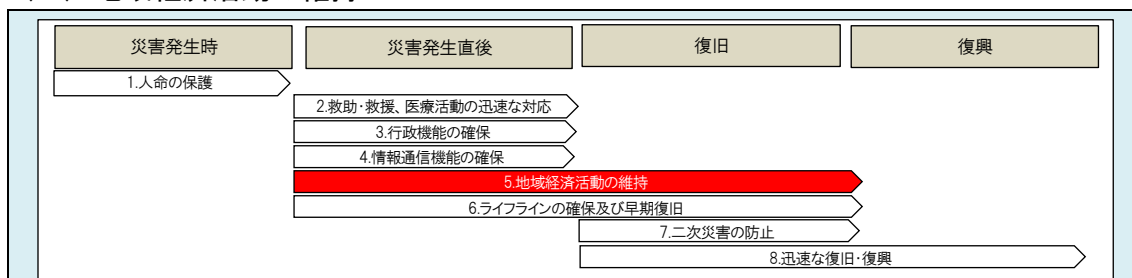 災害発生時
災害発生直後
復旧
復興
1.人命の保護
2.救助・救援、医療活動の迅速な対応
3.行政機能の確保
4.情報通信機能の確保
5.地域経済活動の維持
6.ライフラインの確保及び早期復旧
7.二次災害の防止
8.迅速な復旧・復興